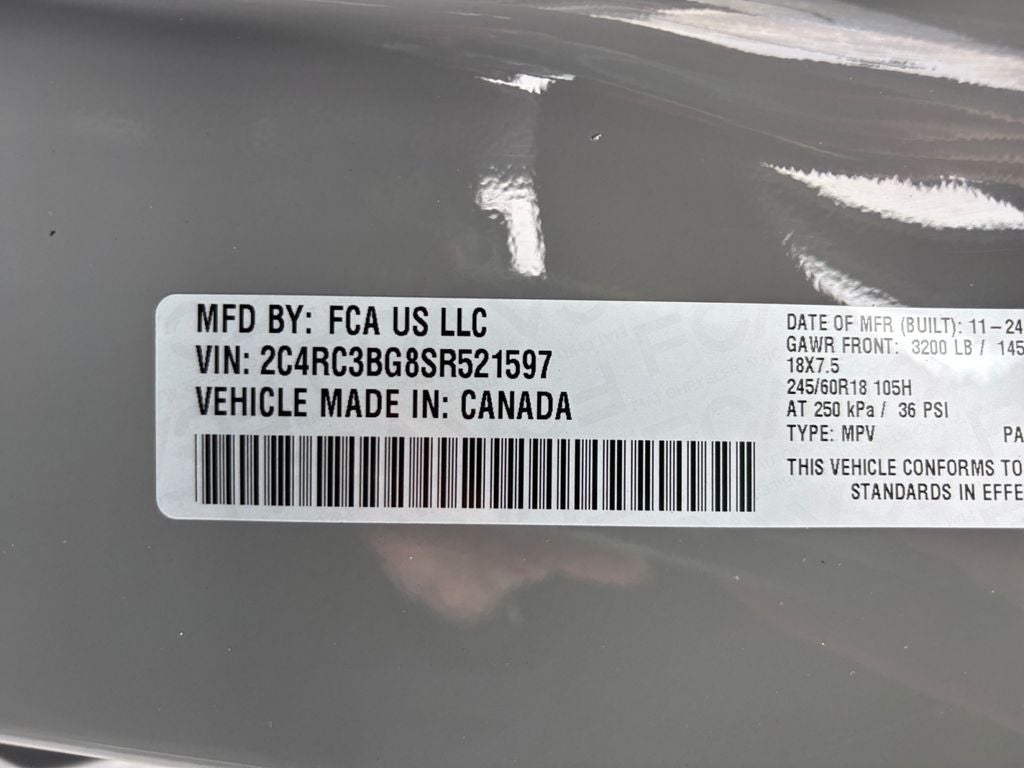 MFD BY: FCA US LLC
VIN: 2C4RC3BG8SR521597
VEHICLE MADE IN: CANADA
DATE OF MFR (BUILT): 11-24
GAWR FRONT: 3200 LB / 145
18X7.5
245/60R18 105H
AT 250 kPa / 36 PSI
TYPE: MPV PA
THIS VEHICLE CONFORMS TO
STANDARDS IN EFFE